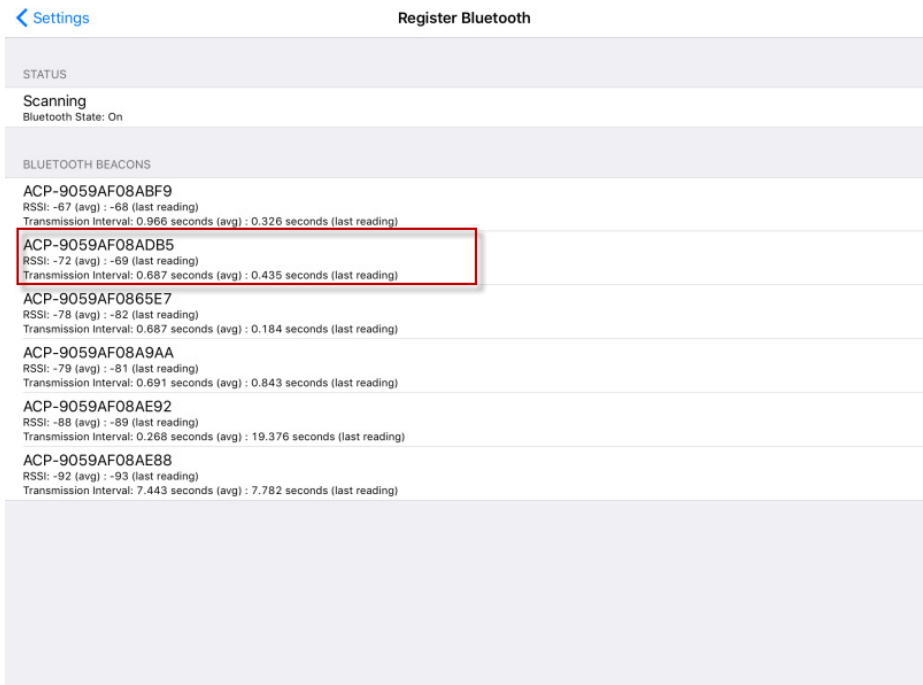 Settings
Register Bluetooth
STATUS
Scanning
Bluetooth State: On
BLUETOOTH BEACONS
ACP-9059AF08ABF9
RSSI: -67 (avg) : -68 (last reading)
Transmission Interval: 0.966 seconds (avg) : 0.326 seconds (last reading)
ACP-9059AF08ADB5
RSSI: -72 (avg) : -69 (last reading)
Transmission Interval: 0.687 seconds (avg) : 0.435 seconds (last reading)
ACP-9059AF0865E7
RSSI: -78 (avg) : -82 (last reading)
Transmission Interval: 0.687 seconds (avg) : 0.184 seconds (last reading)
ACP-9059AF08A9AA
RSSI: -79 (avg) : -81 (last reading)
Transmission Interval: 0.691 seconds (avg) : 0.843 seconds (last reading)
ACP-9059AF08AE92
RSSI: -88 (avg) : -89 (last reading)
Transmission Interval: 0.268 seconds (avg) : 19.376 seconds (last reading)
ACP-9059AF08AE88
RSSI: -92 (avg) : -93 (last reading)
Transmission Interval: 7.443 seconds (avg) : 7.782 seconds (last reading)